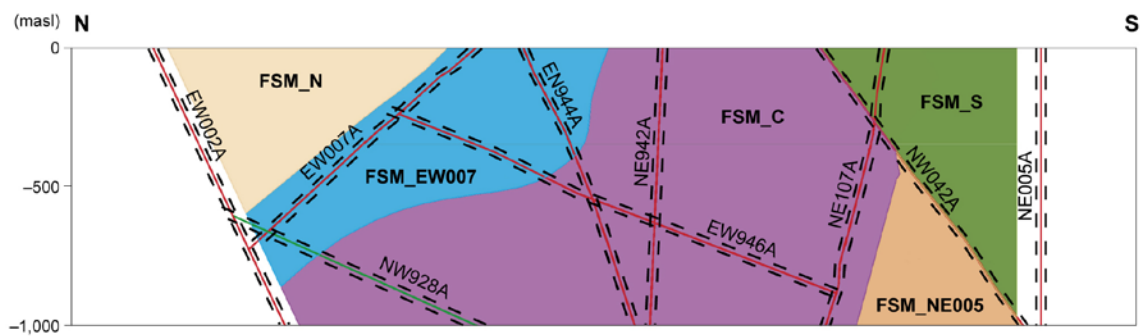 (masl) N S
0
−500
−1,000
FSM_N
EW002A
EW007A
FSM_EW007
EN944A
NE942A
FSM_C
FSM_S
NE107A
NW042A
NE005A
EW946A
NW928A
FSM_NE005